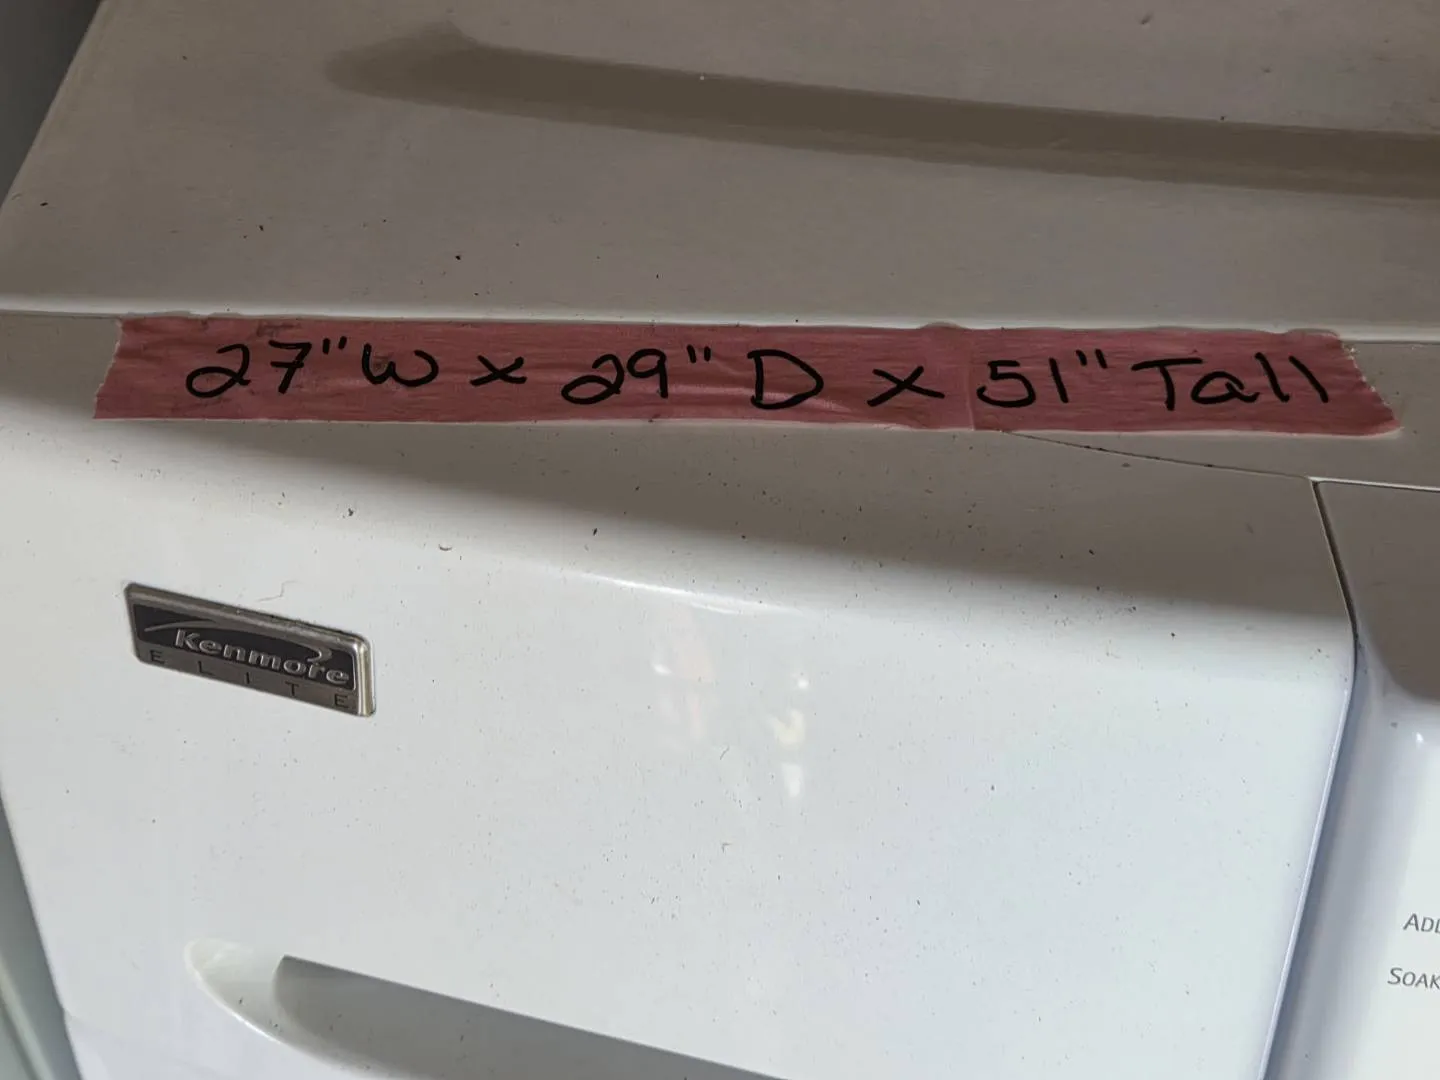 27"W x 29" D x 51" Tall
Kenmore
ELITE
ADD
SOAK